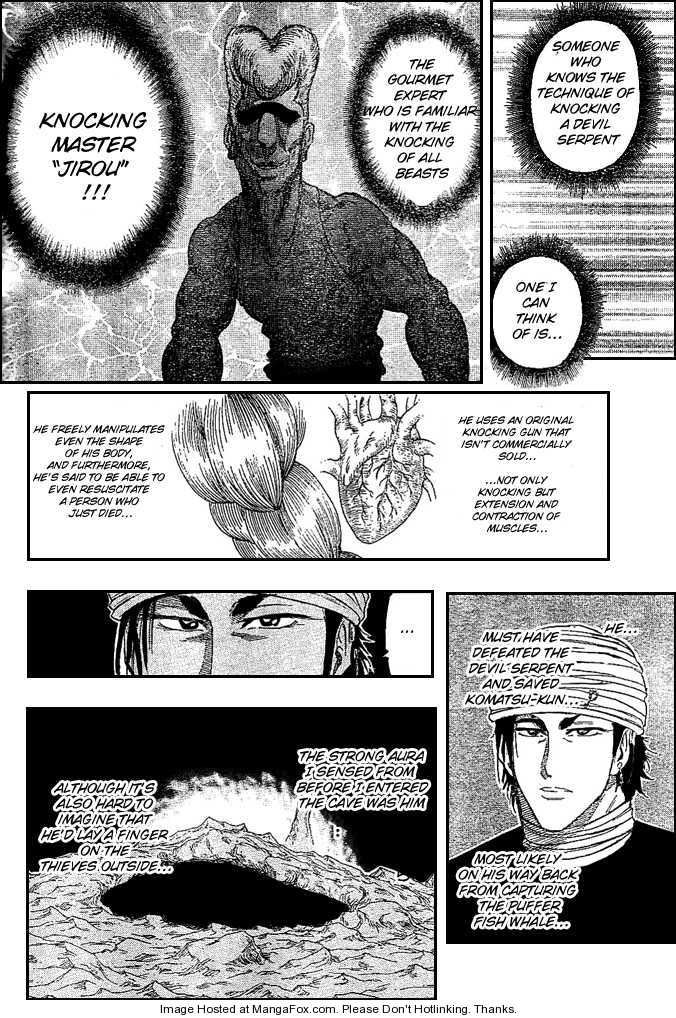 SOMEONE
WHO
KNOWS THE
TECHNIQUE OF
KNOCKING
A DEVIL
SERPENT
ONE I
CAN
THINK
OF IS...
THE
GOURMET
EXPERT
WHO IS FAMILIAR
WITH THE
KNOCKING
OF ALL
BEASTS
KNOCKING
MASTER
"JIROU"
!!!
HE USES AN ORIGINAL
KNOCKING GUN THAT
ISN'T COMMERCIALLY
SOLD...
...NOT ONLY
KNOCKING BUT
EXTENSION AND
CONTRACTION OF
MUSCLES...
HE FREELY MANIPULATES
EVEN THE SHAPE
OF HIS BODY,
AND FURTHERMORE,
HE'S SAID TO BE ABLE TO
EVEN RESUSCITATE
A PERSON WHO
JUST DIED...
HE...
MUST HAVE
DEFEATED THE
DEVIL SERPENT
AND SAVED
KOMATSU-KUN...
MOST LIKELY
ON HIS WAY BACK
FROM CAPTURING
THE PUFFER
FISH WHALE...
...
THE STRONG AURA
I SENSED FROM
BEFORE I ENTERED
THE CAVE WAS HIM
ALTHOUGH IT'S
ALSO HARD TO
IMAGINE THAT
HE'D LAY A FINGER
ON THE
THIEVES OUTSIDE...
Image Hosted at MangaFox.com. Please Don't Hotlinking. Thanks.